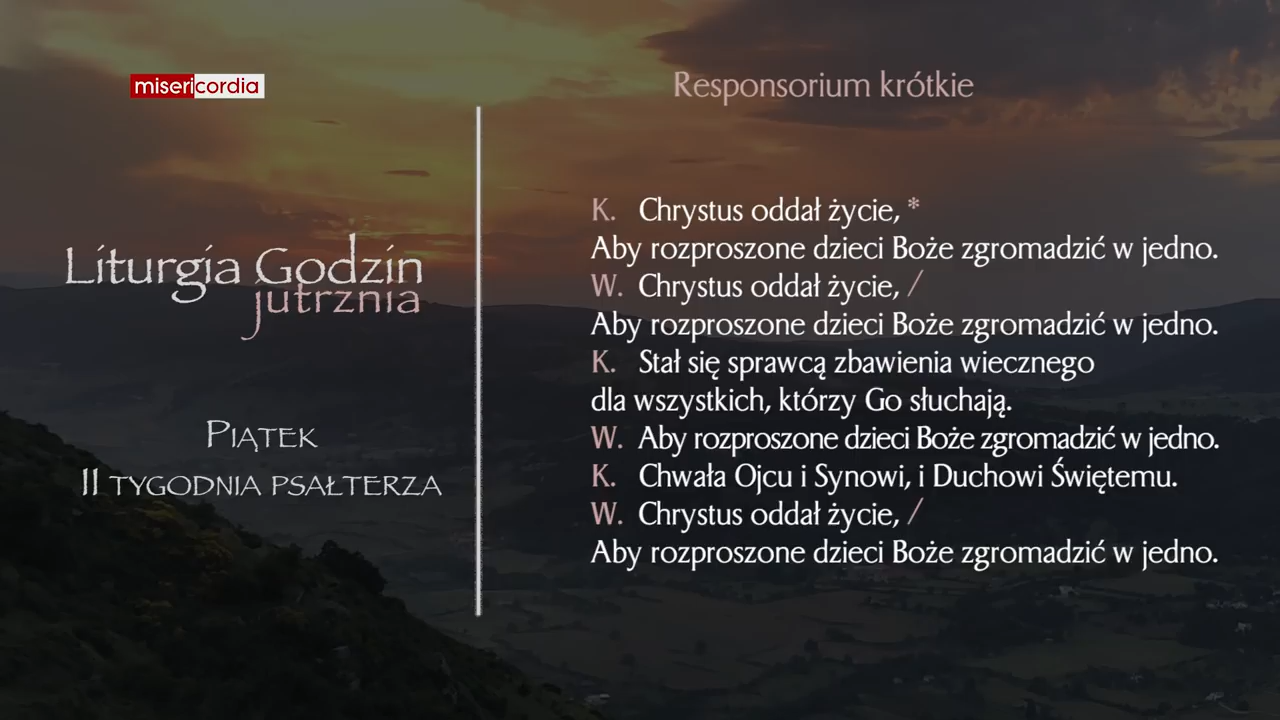 misericordia
Liturgia Godzin
jutrznia
Piątek
II tygodnia psałterza
Responsorium krótkie
K. Chrystus oddał życie, *
Aby rozproszone dzieci Boże zgromadzić w jedno.
W. Chrystus oddał życie, /
Aby rozproszone dzieci Boże zgromadzić w jedno.
K. Stał się sprawcą zbawienia wiecznego
dla wszystkich, którzy Go słuchają.
W. Aby rozproszone dzieci Boże zgromadzić w jedno.
K. Chwała Ojcu i Synowi, i Duchowi Świętemu.
W. Chrystus oddał życie, /
Aby rozproszone dzieci Boże zgromadzić w jedno.